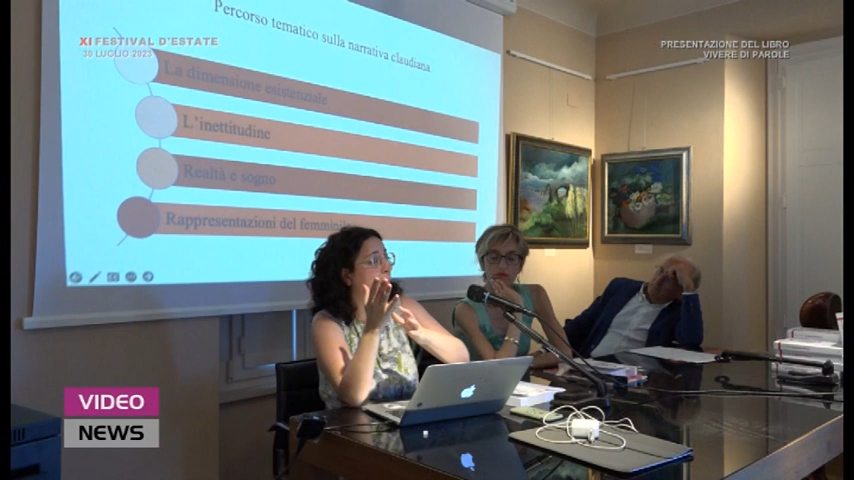 XI FESTIVAL D'ESTATE
30 LUGLIO 2023
PRESENTAZIONE DEL LIBRO
VIVERE DI PAROLE
Percorso tematico sulla narrativa claudiana
La dimensione esistenziale
L'inettitudine
Realtà e sogno
Rappresentazioni del femminile
VIDEO
NEWS